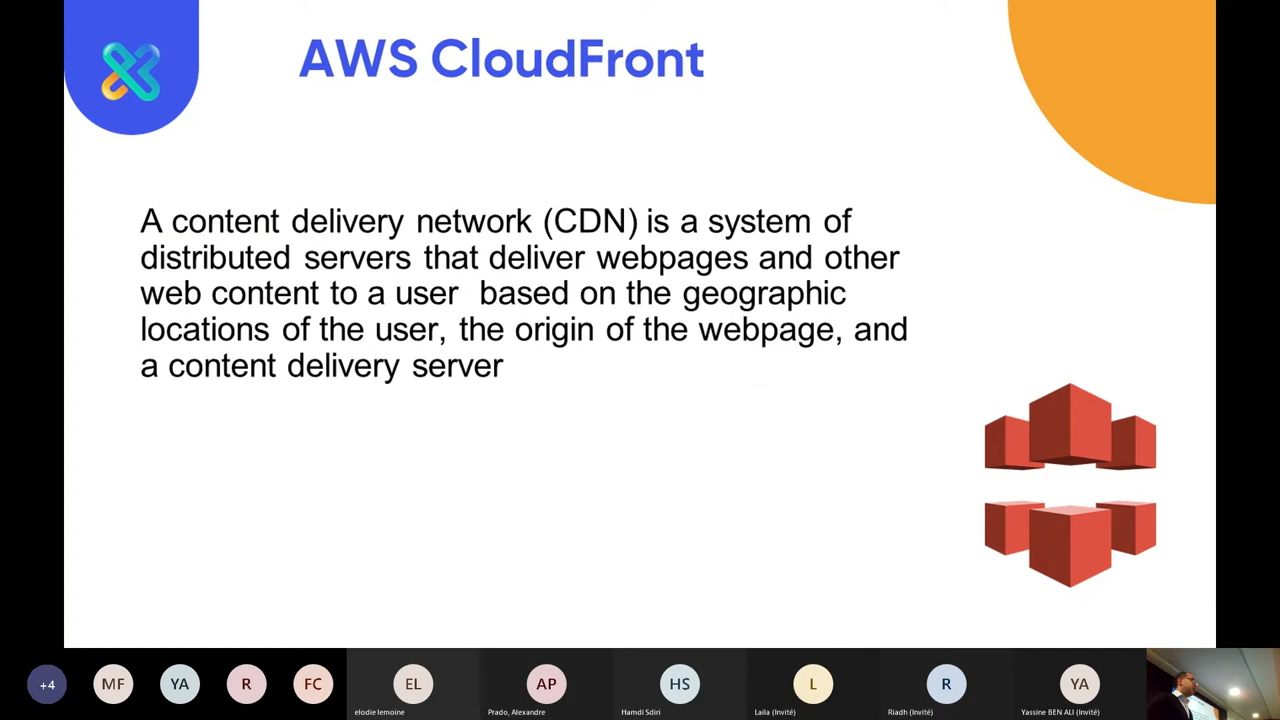 AWS CloudFront
A content delivery network (CDN) is a system of
distributed servers that deliver webpages and other
web content to a user  based on the geographic
locations of the user, the origin of the webpage, and
a content delivery server
+4
MF
YA
R
FC
EL
AP
HS
L
R
YA
elodie lemoine
Prado, Alexandre
Hamdi Sdiri
Laila (Invité)
Riadh (Invité)
Yassine BEN ALI (Invité)